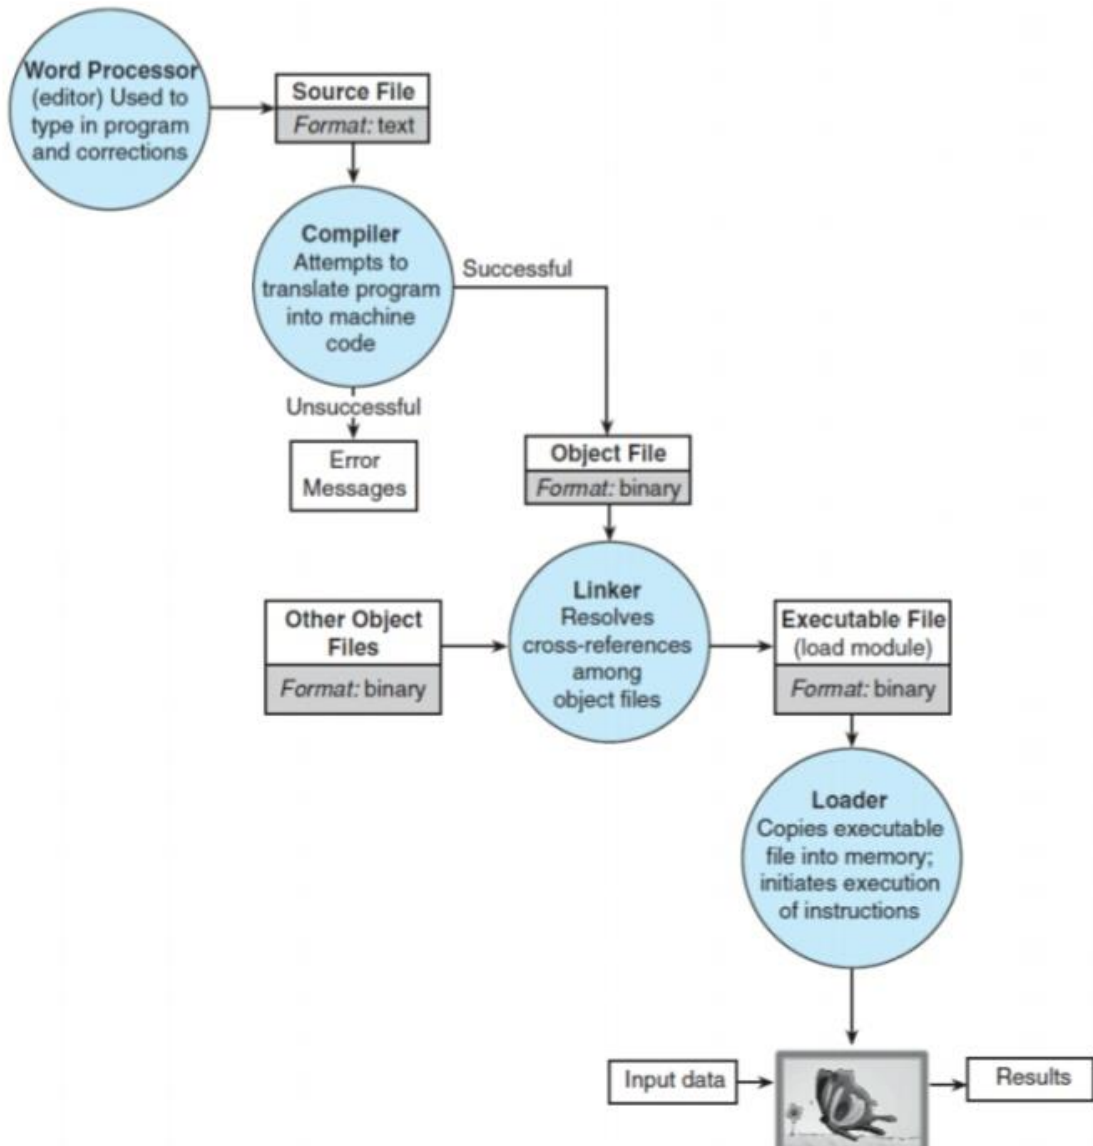 Word Processor
(editor) Used to
type in program
and corrections
Source File
Format: text
Compiler
Attempts to
translate program
into machine
code
Successful
Unsuccessful
Error
Messages
Object File
Format: binary
Other Object
Files
Format: binary
Linker
Resolves
cross-references
among
object files
Executable File
(load module)
Format: binary
Loader
Copies executable
file into memory;
initiates execution
of instructions
Input data
Results